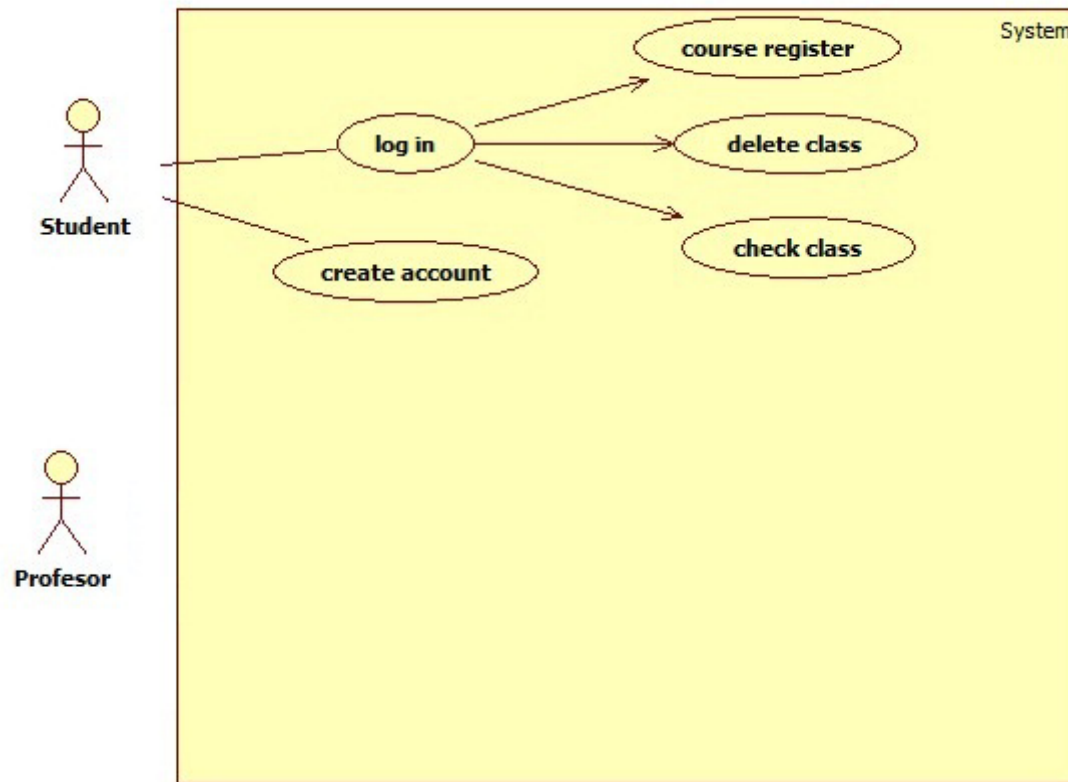 System
course register
log in
delete class
Student
check class
create account
Profesor